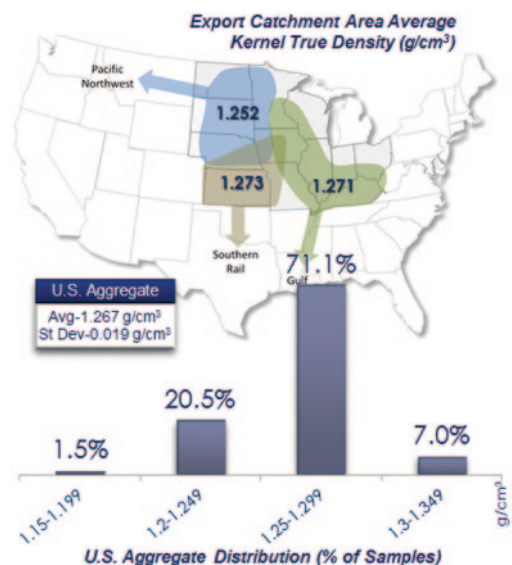 Export Catchment Area Average
Kernel True Density (g/cm³)
Pacific
Northwest
1.252
1.273
1.271
Southern
Rail
Gulf
U.S. Aggregate
Avg-1.267 g/cm³
St Dev-0.019 g/cm³
1.5%
20.5%
71.1%
7.0%
1.15-1.199
1.2-1.249
1.25-1.299
1.3-1.349
g/cm³
U.S. Aggregate Distribution (% of Samples)